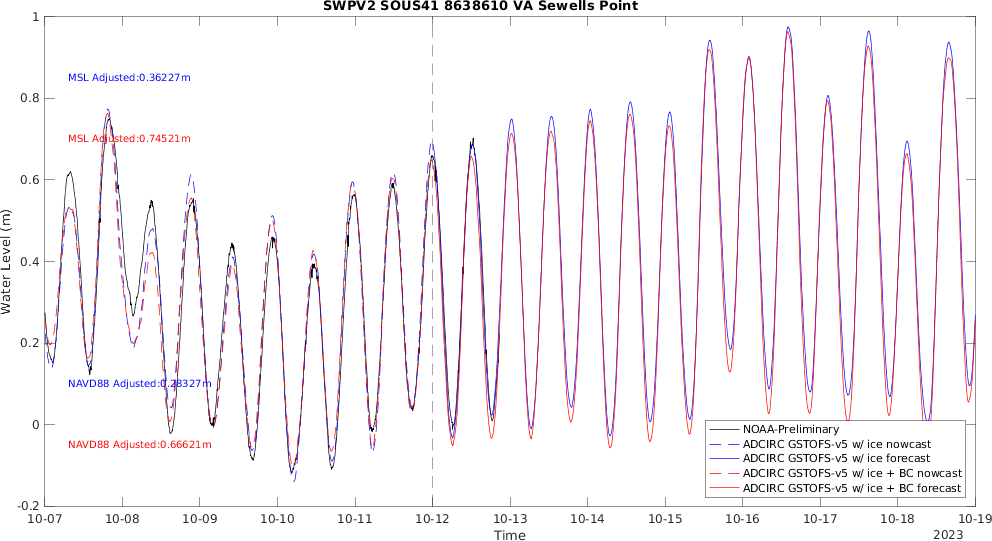 SWPV2 SOUS41 8638610 VA Sewells Point
1
0.8
0.6
0.4
0.2
0
-0.2
Water Level (m)
MSL Adjusted:0.36227m
MSL Adjusted:0.74521m
NAVD88 Adjusted:0.28327m
NAVD88 Adjusted:0.66621m
NOAA-Preliminary
ADCIRC GSTOFS-v5 w/ ice nowcast
ADCIRC GSTOFS-v5 w/ ice forecast
ADCIRC GSTOFS-v5 w/ ice + BC nowcast
ADCIRC GSTOFS-v5 w/ ice + BC forecast
10-07 10-08 10-09 10-10 10-11 10-12 10-13 10-14 10-15 10-16 10-17 10-18 10-19
Time
2023